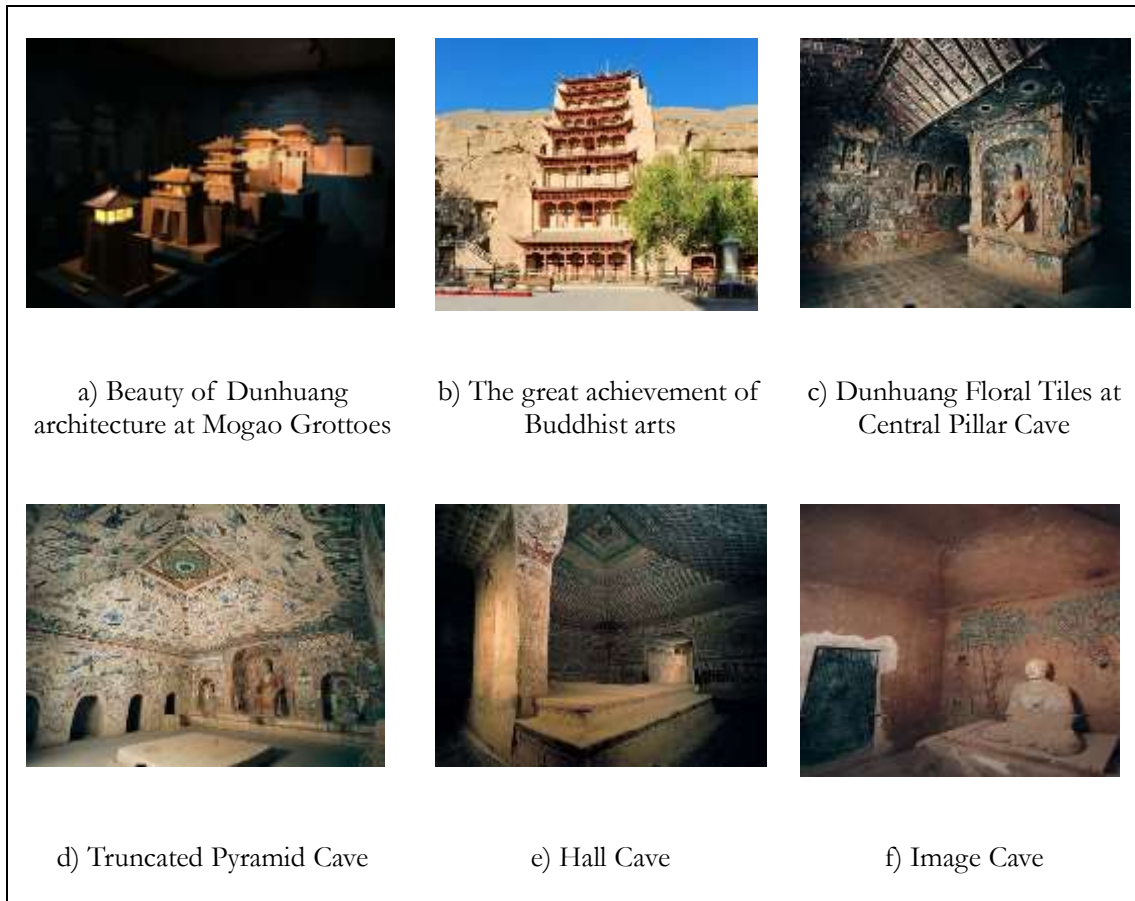 a) Beauty of Dunhuang
architecture at Mogao Grottoes
b) The great achievement of
Buddhist arts
c) Dunhuang Floral Tiles at
Central Pillar Cave
d) Truncated Pyramid Cave
e) Hall Cave
f) Image Cave